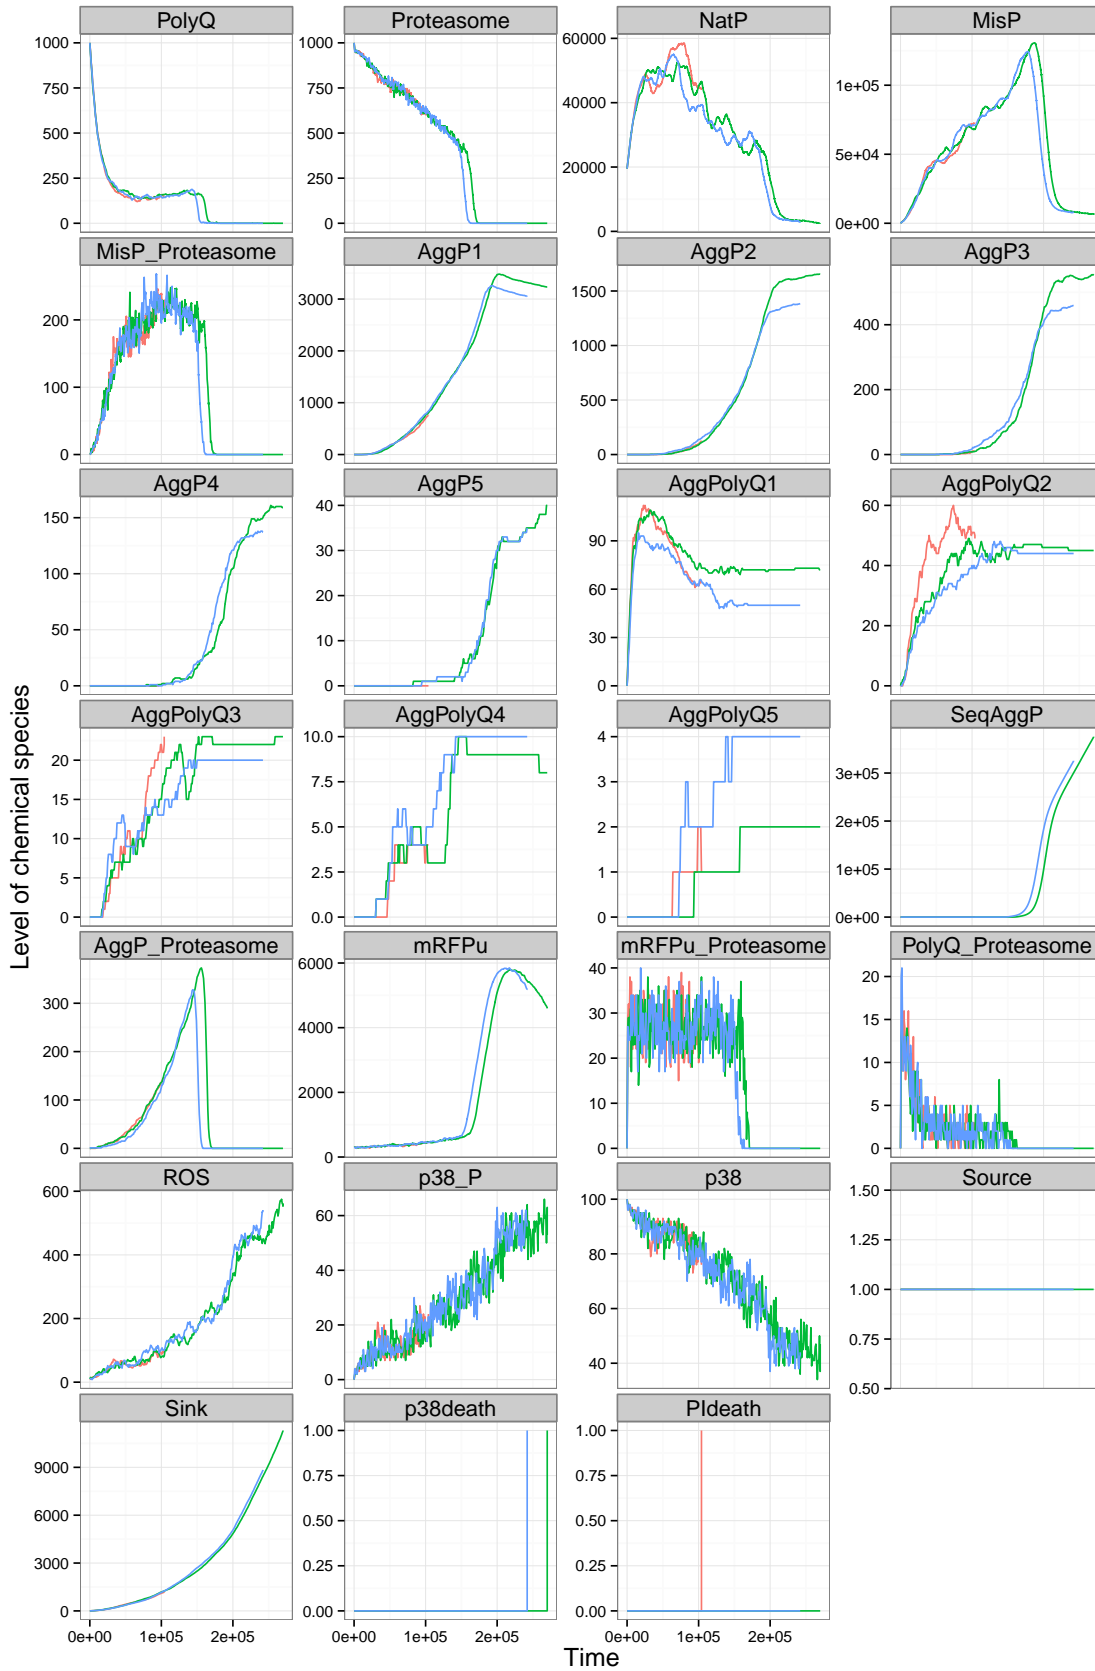 PolyQ Proteasome NatP MisP
1000 1000 60000 1e+05
750 750 40000 5e+04
500 500 20000 0e+00
250 250 0
0 0
MisP_Proteasome AggP1 AggP2 AggP3
200 3000 1500 400
100 2000 1000 200
0 1000 500 0
0 0
AggP4 AggP5 AggPolyQ1 AggPolyQ2
150 40 90 60
100 30 60 40
50 20 30 20
0 10 0 0
0
AggPolyQ3 AggPolyQ4 AggPolyQ5 SeqAggP
20 10.0 4 3e+05
15 7.5 3 2e+05
10 5.0 2 1e+05
5 2.5 1 0e+00
0 0.0 0
Level of chemical species
AggP_Proteasome mRFPu mRFPu_Proteasome PolyQ_Proteasome
300 6000 40 20
200 4000 30 15
100 2000 20 10
0 0 10 5
0 0
ROS p38_P p38 Source
600 60 100 1.50
400 40 80 1.25
200 20 60 1.00
0 0 40 0.75
0.50
Sink p38death PIdeath
9000 1.00 1.00
6000 0.75 0.75
3000 0.50 0.50
0 0.25 0.25
0.00 0.00
0e+00 1e+05 2e+05 0e+00 1e+05 2e+05 0e+00 1e+05 2e+05
Time